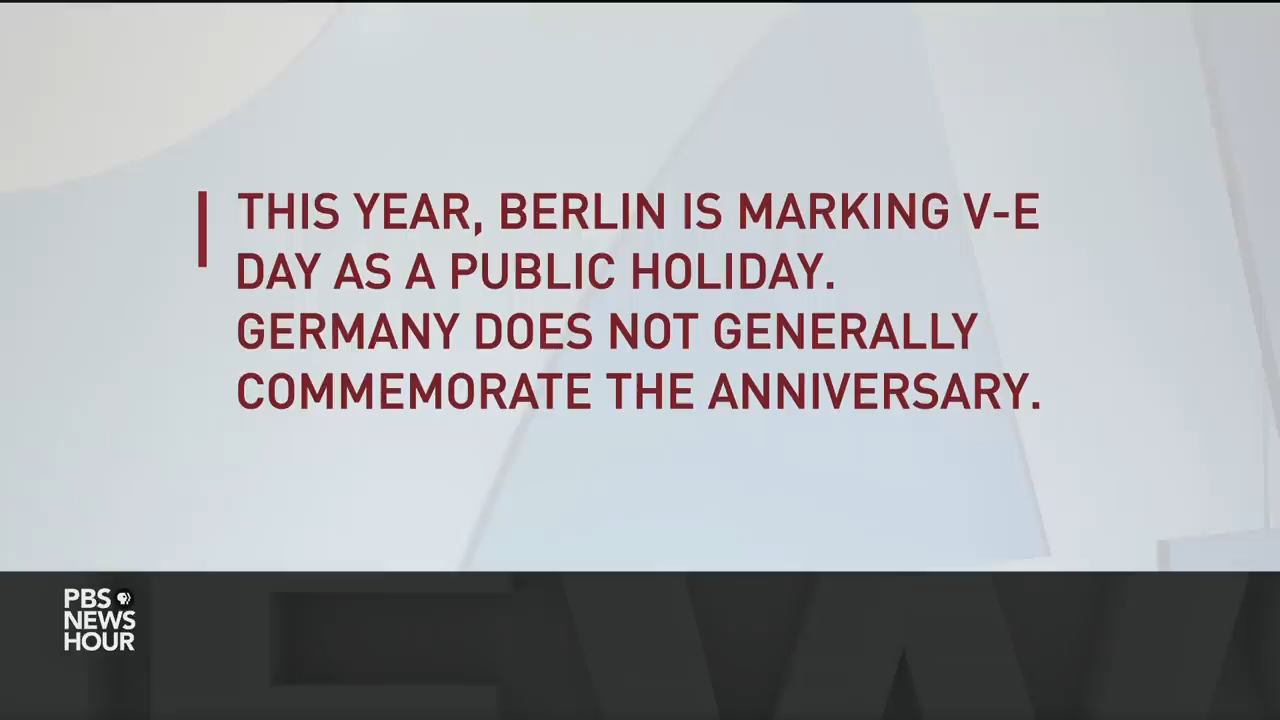 THIS YEAR, BERLIN IS MARKING V-E
DAY AS A PUBLIC HOLIDAY.
GERMANY DOES NOT GENERALLY
COMMEMORATE THE ANNIVERSARY.
PBS
NEWS
HOUR